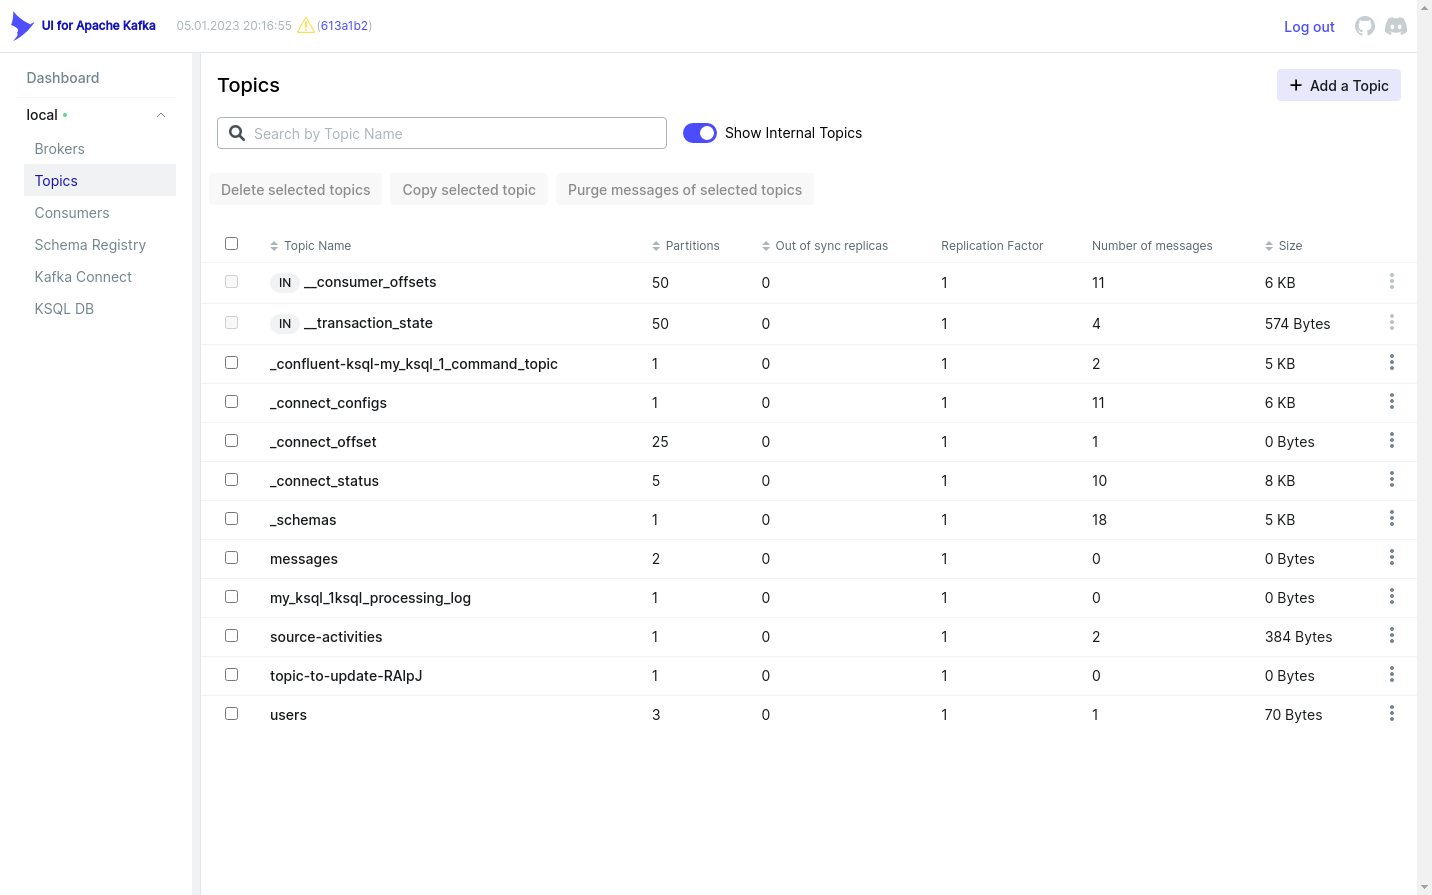 UI for Apache Kafka 05.01.2023 20:16:55 (613a1b2) Log out
Dashboard
local
Brokers
Topics
Consumers
Schema Registry
Kafka Connect
KSQL DB
Topics
Add a Topic
Search by Topic Name Show Internal Topics
Delete selected topics Copy selected topic Purge messages of selected topics
Topic Name Partitions Out of sync replicas Replication Factor Number of messages Size
IN __consumer_offsets 50 0 1 11 6 KB
IN __transaction_state 50 0 1 4 574 Bytes
_confluent-ksql-my_ksql_1_command_topic 1 0 1 2 5 KB
_connect_configs 1 0 1 11 6 KB
_connect_offset 25 0 1 1 0 Bytes
_connect_status 5 0 1 10 8 KB
_schemas 1 0 1 18 5 KB
messages 2 0 1 0 0 Bytes
my_ksql_1ksql_processing_log 1 0 1 0 0 Bytes
source-activities 1 0 1 2 384 Bytes
topic-to-update-RAlpJ 1 0 1 0 0 Bytes
users 3 0 1 1 70 Bytes